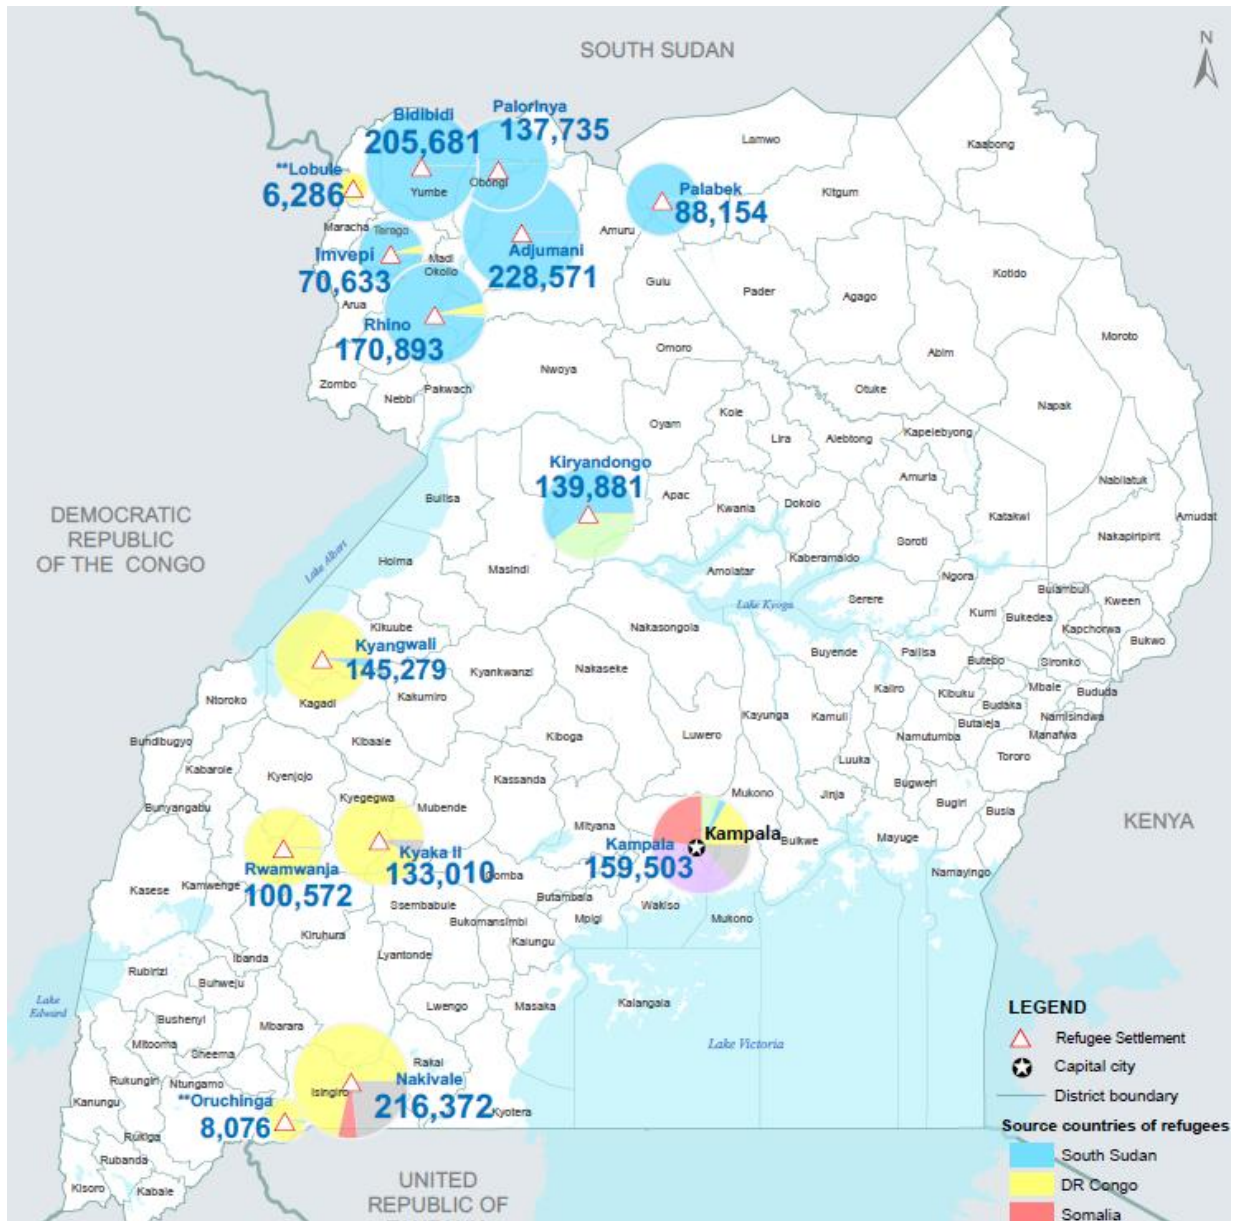 SOUTH SUDAN
N
Bidibidi
205,681
Palorinya
137,735
Lamwo
Kaabong
**Lobule
6,286
Yumbe
Obongi
Palabek
88,154
Kitgum
Maracha
Terego
Imvepi
70,633
Madi
Okollo
Adjumani
228,571
Amuru
Gulu
Pader
Agago
Kotido
Arua
Rhino
170,893
Omoro
Abim
Moroto
Zombo
Nebbi
Pakwach
Nwoya
Otuke
Napak
Oyam
Kole
Lira
Alebtong
Kapelebyong
Kiryandongo
139,881
Apac
Kwania
Dokolo
Amuria
Katakwi
Nabilatuk
Amudat
Nakapiripirit
Buliisa
DEMOCRATIC
REPUBLIC
OF THE CONGO
Lake Albert
Hoima
Masindi
Amolatar
Kaberamaido
Soroti
Ngora
Lake Kyoga
Serere
Kumi
Bukedea
Bulambuli
Kween
Kapchorwa
Bukwo
Kikuube
Kyangwali
145,279
Kagadi
Kakumiro
Kyankwanzi
Nakaseke
Nakasongola
Buyende
Pallisa
Butebo
Sironko
Ntoroko
Kaliro
Kibuku
Mbale
Bududa
Budaka
Butaleja
Namisindwa
Manafwa
Bundibugyo
Kibaale
Kiboga
Luwero
Kayunga
Kamuli
Namutumba
Tororo
Kabarole
Kyenjojo
Kassanda
Luuka
Bugweri
Bunyangabu
Kyegegwa
Mubende
Mityana
Mukono
Jinja
Bugiri
Busia
KENYA
Kampala
Kampala
159,503
Buikwe
Mayuge
Rwamwanja
100,572
Kyaka II
133,010
Gomba
Namayingo
Kasese
Kamwenge
Ssembabule
Butambala
Mpigi
Wakiso
Mukono
Bukomansimbi
Kalungu
Kiruhura
Lyantonde
Ibanda
Rubirizi
Buhweju
Lake
Edward
Lwengo
Masaka
Kalangala
Bushenyi
Mbarara
Mitooma
Sheema
Lake Victoria
Rakai
Rukungiri
Ntungamo
Isingiro
Nakivale
216,372
Kyotera
Kanungu
**Oruchinga
8,076
Rukiga
Rubanda
Kisoro
Kabale
UNITED
REPUBLIC OF
LEGEND
Refugee Settlement
Capital city
District boundary
Source countries of refugees
South Sudan
DR Congo
Somalia